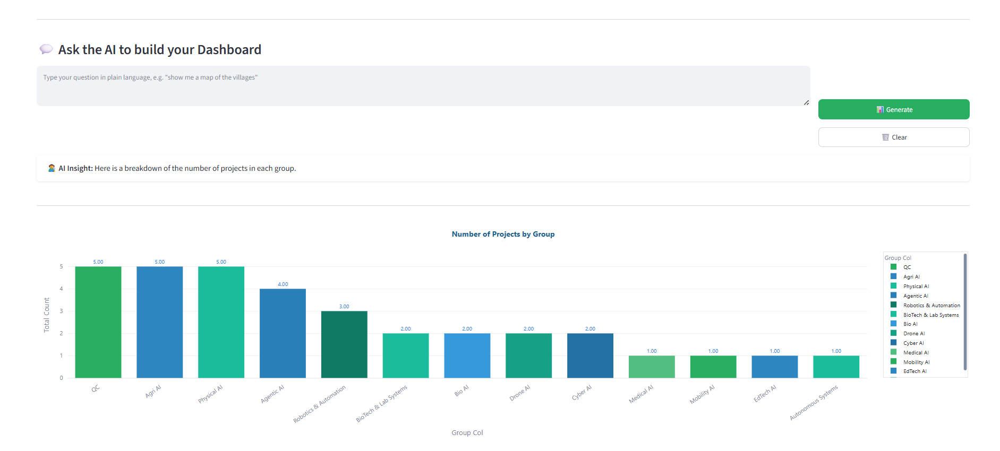 Ask the AI to build your Dashboard
Type your question in plain language, e.g. "show me a map of the villages"
Generate
Clear
AI Insight: Here is a breakdown of the number of projects in each group.
Number of Projects by Group
Total Count
5
4
3
2
1
0
5.00
5.00
5.00
4.00
3.00
2.00
2.00
2.00
2.00
1.00
1.00
1.00
1.00
QC
Agri AI
Physical AI
Agentic AI
Robotics & Automation
BioTech & Lab Systems
Bio AI
Drone AI
Cyber AI
Medical AI
Mobility AI
EdTech AI
Autonomous Systems
Group Col
Group Col
QC
Agri AI
Physical AI
Agentic AI
Robotics & Automation
BioTech & Lab Systems
Bio AI
Drone AI
Cyber AI
Medical AI
Mobility AI
EdTech AI